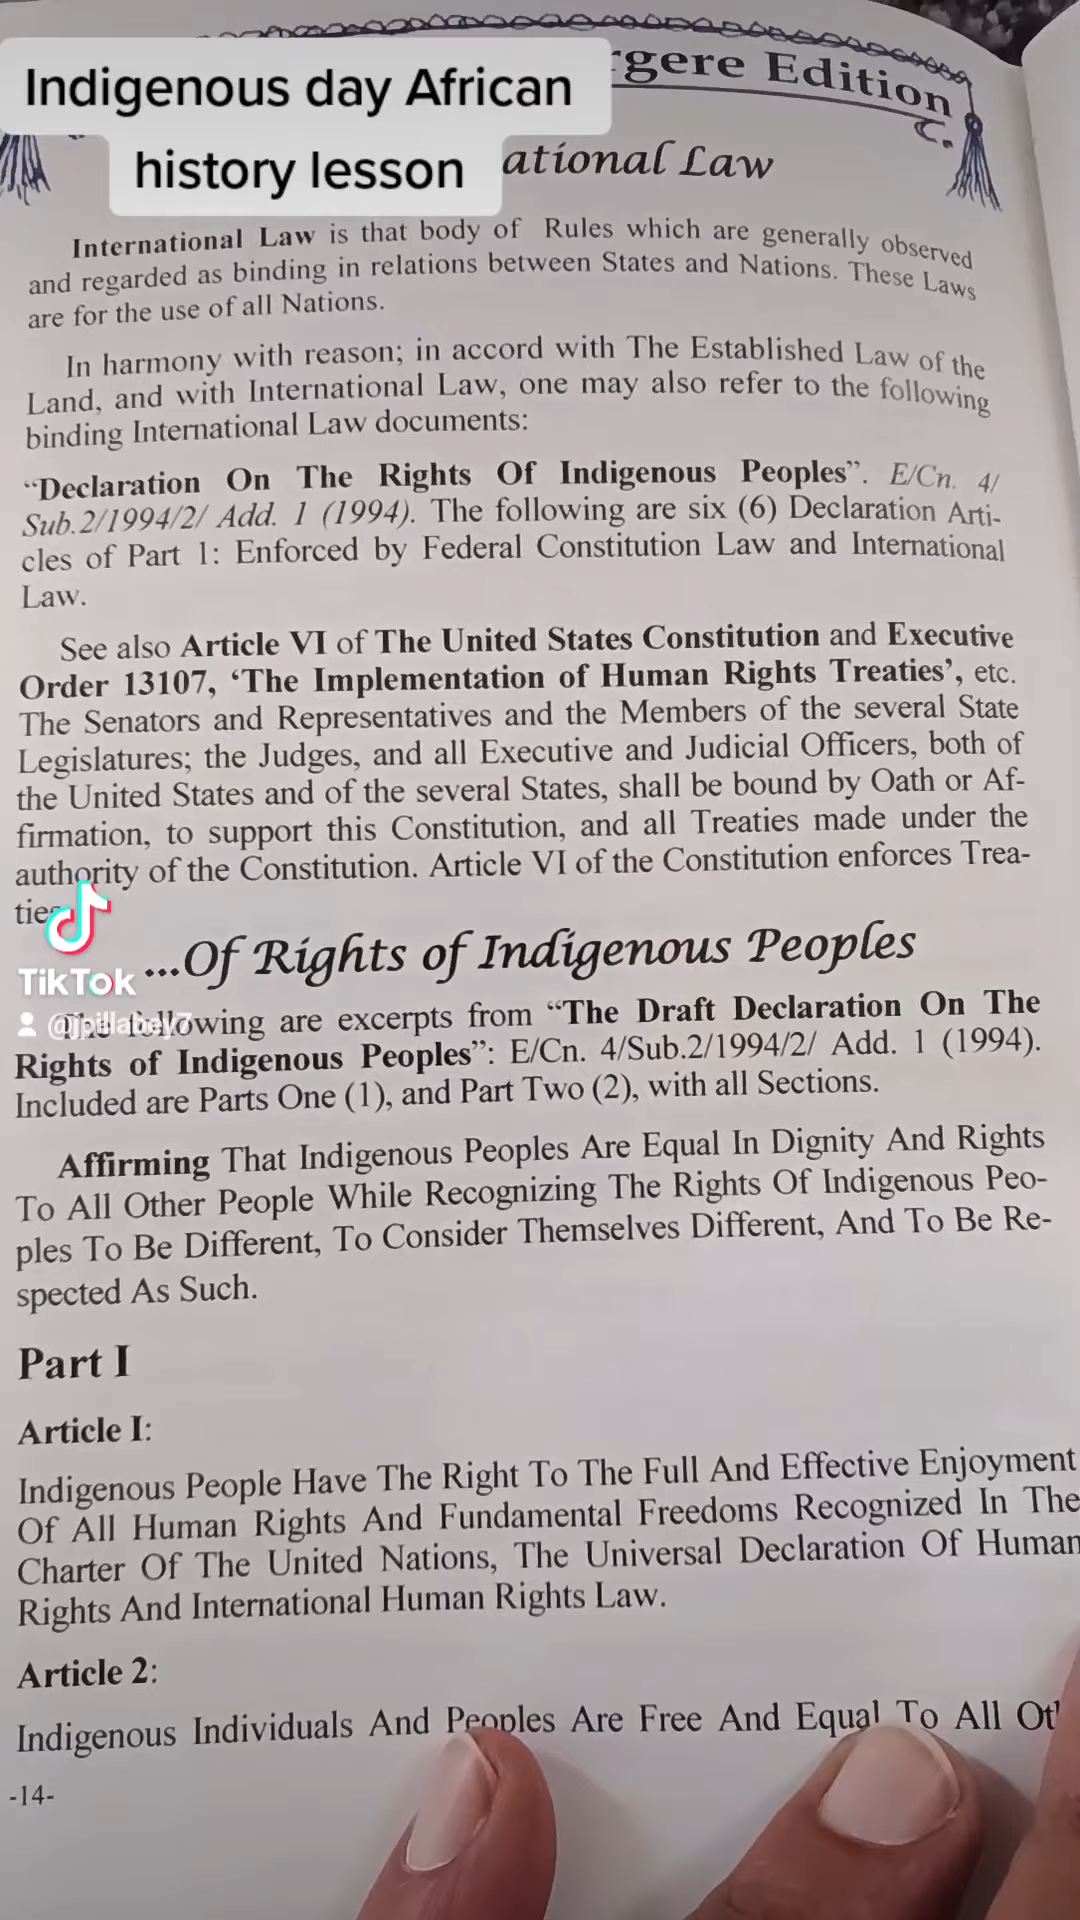 Indigenous day African
history lesson
rgere Edition
ational Law
International Law is that body of Rules which are generally observed
and regarded as binding in relations between States and Nations. These Laws
are for the use of all Nations.
In harmony with reason; in accord with The Established Law of the
Land, and with International Law, one may also refer to the following
binding International Law documents:
“Declaration On The Rights Of Indigenous Peoples”. E/Cn. 4/
Sub.2/1994/2/ Add. 1 (1994). The following are six (6) Declaration Arti-
cles of Part 1: Enforced by Federal Constitution Law and International
Law.
See also Article VI of The United States Constitution and Executive
Order 13107, ‘The Implementation of Human Rights Treaties’, etc.
The Senators and Representatives and the Members of the several State
Legislatures; the Judges, and all Executive and Judicial Officers, both of
the United States and of the several States, shall be bound by Oath or Af-
firmation, to support this Constitution, and all Treaties made under the
authority of the Constitution. Article VI of the Constitution enforces Trea-
ties
TikTok
...Of Rights of Indigenous Peoples
The following are excerpts from “The Draft Declaration On The
Rights of Indigenous Peoples”: E/Cn. 4/Sub.2/1994/2/ Add. 1 (1994).
Included are Parts One (1), and Part Two (2), with all Sections.
Affirming That Indigenous Peoples Are Equal In Dignity And Rights
To All Other People While Recognizing The Rights Of Indigenous Peo-
ples To Be Different, To Consider Themselves Different, And To Be Re-
spected As Such.
Part I
Article I:
Indigenous People Have The Right To The Full And Effective Enjoyment
Of All Human Rights And Fundamental Freedoms Recognized In The
Charter Of The United Nations, The Universal Declaration Of Human
Rights And International Human Rights Law.
Article 2:
Indigenous Individuals And Peoples Are Free And Equal To All Ot
-14-